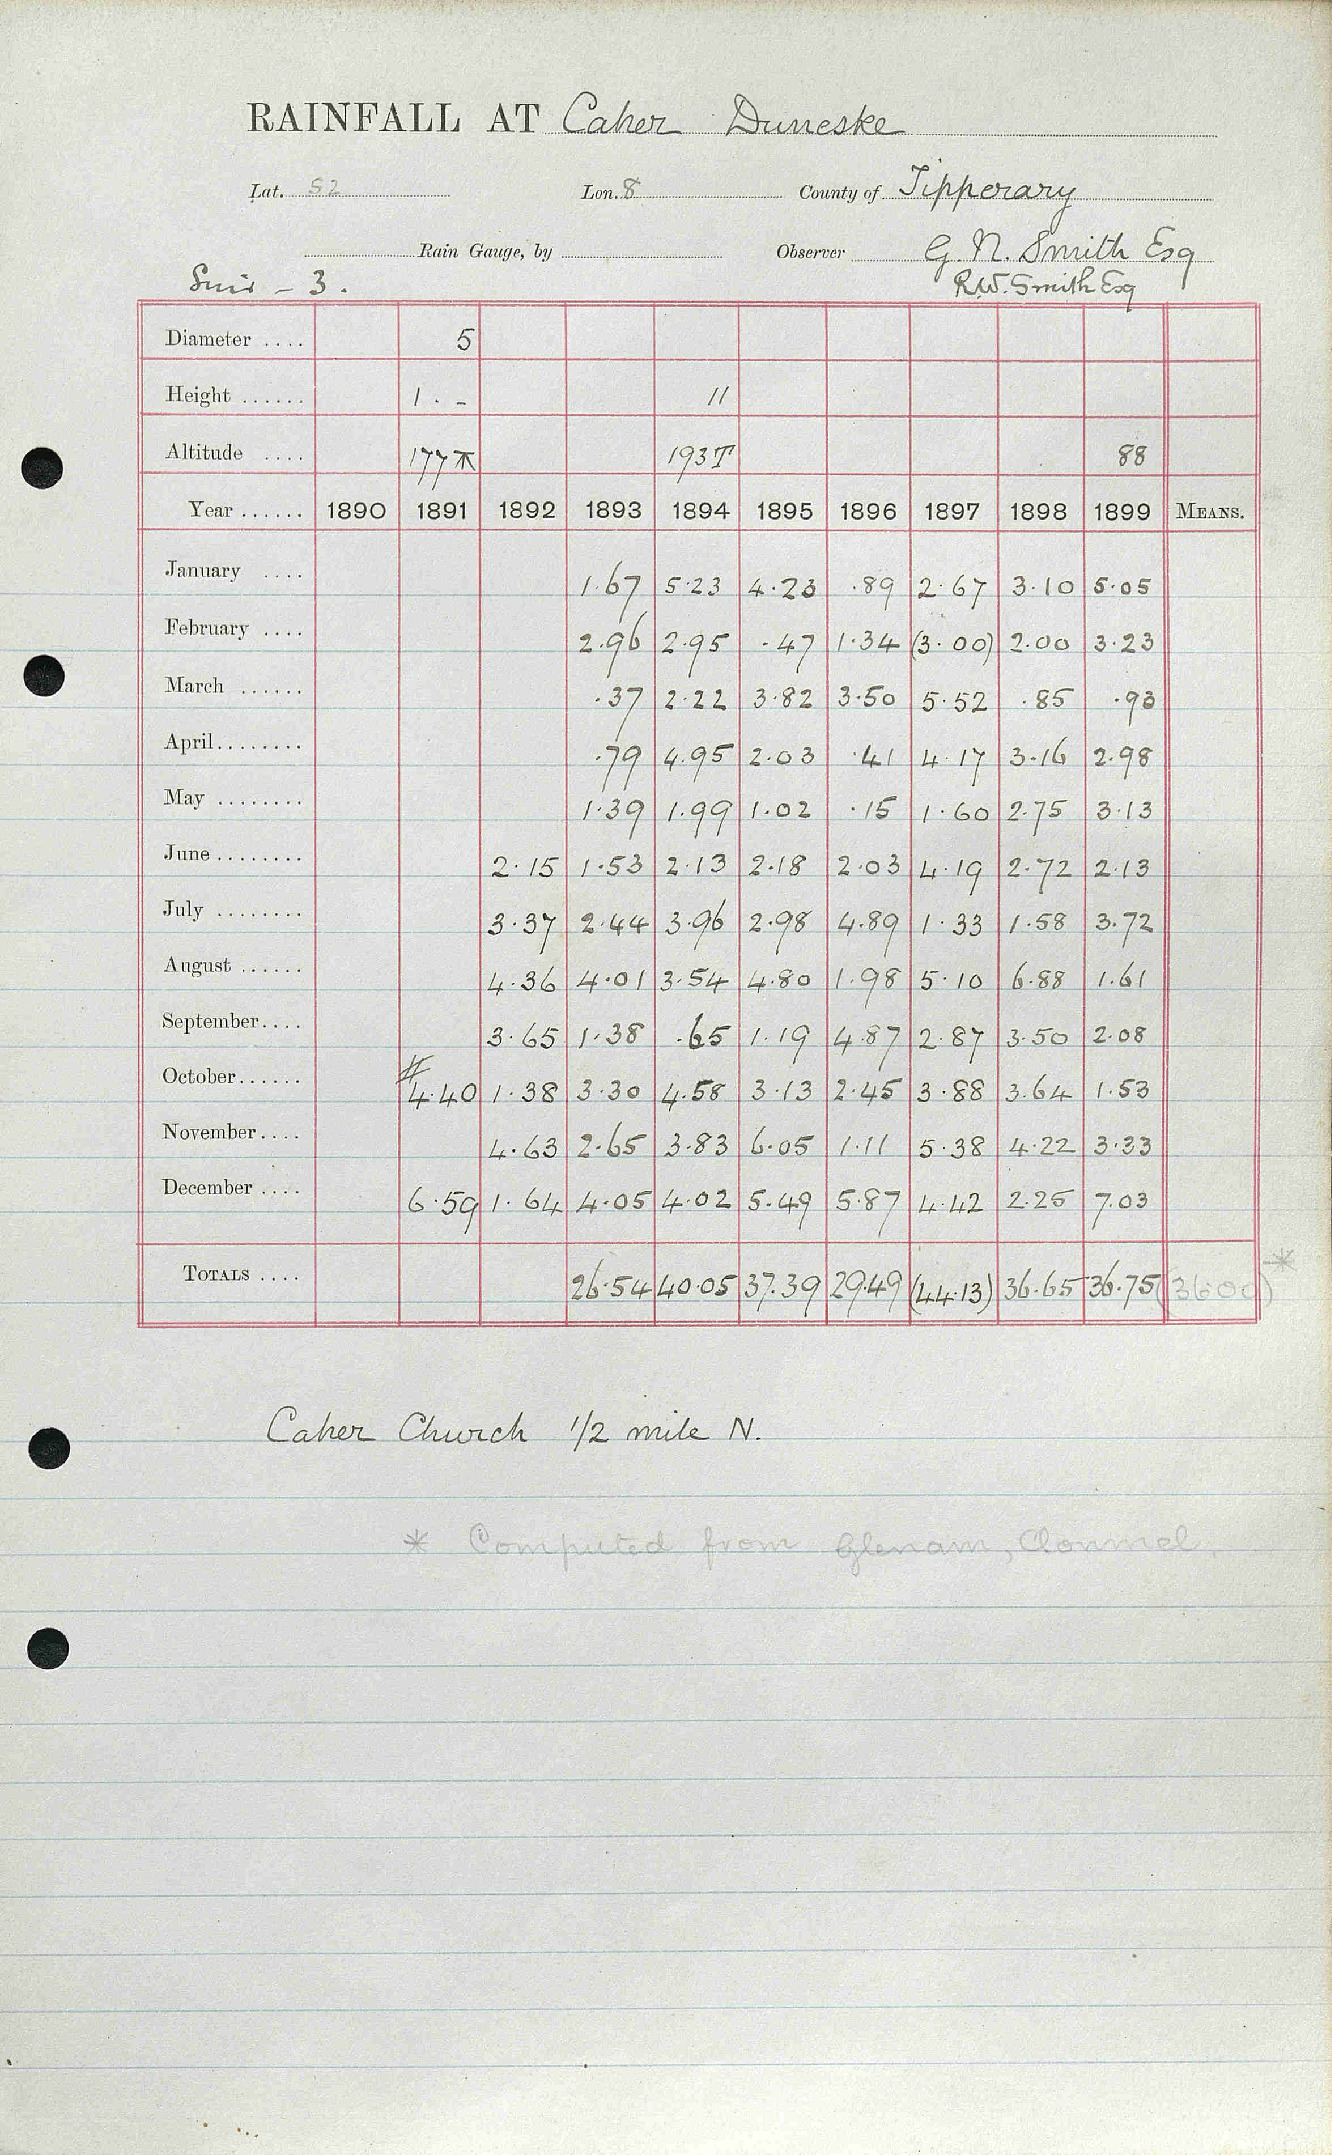 RAINFALL AT Caher Duneske
Lat. 52 Lon. 8 County of Tipperary
Rain Gauge, by Observer G. N. Smith Esq
Suir - 3. R.W. Smith Esq
Diameter .... 5
Height ...... 1 . - 11
Altitude .... 177 193T 88
Year ...... 1890 1891 1892 1893 1894 1895 1896 1897 1898 1899 MEANS.
January .... 1.67 5.23 4.23 .89 2.67 3.10 5.05
February .... 2.96 2.95 .47 1.34 (3.00) 2.00 3.23
March ...... .37 2.22 3.82 3.50 5.52 .85 .93
April........ .79 4.95 2.03 .41 4.17 3.16 2.98
May ........ 1.39 1.99 1.02 .15 1.60 2.75 3.13
June........ 2.15 1.53 2.13 2.18 2.03 4.19 2.72 2.13
July ........ 3.37 2.44 3.96 2.98 4.89 1.33 1.58 3.72
August ...... 4.36 4.01 3.54 4.80 1.98 5.10 6.88 1.61
September.... 3.65 1.38 .65 1.19 4.87 2.87 3.50 2.08
October...... # 4.40 1.38 3.30 4.58 3.13 2.45 3.88 3.64 1.53
November.... 4.63 2.65 3.83 6.05 1.11 5.38 4.22 3.33
December .... 6.59 1.64 4.05 4.02 5.49 5.87 4.42 2.25 7.03
TOTALS .... 26.54 40.05 37.39 29.49 (44.13) 36.65 36.75 (36.00) *
Caher Church 1/2 mile N.
* Computed from Glenam, Clonmel.